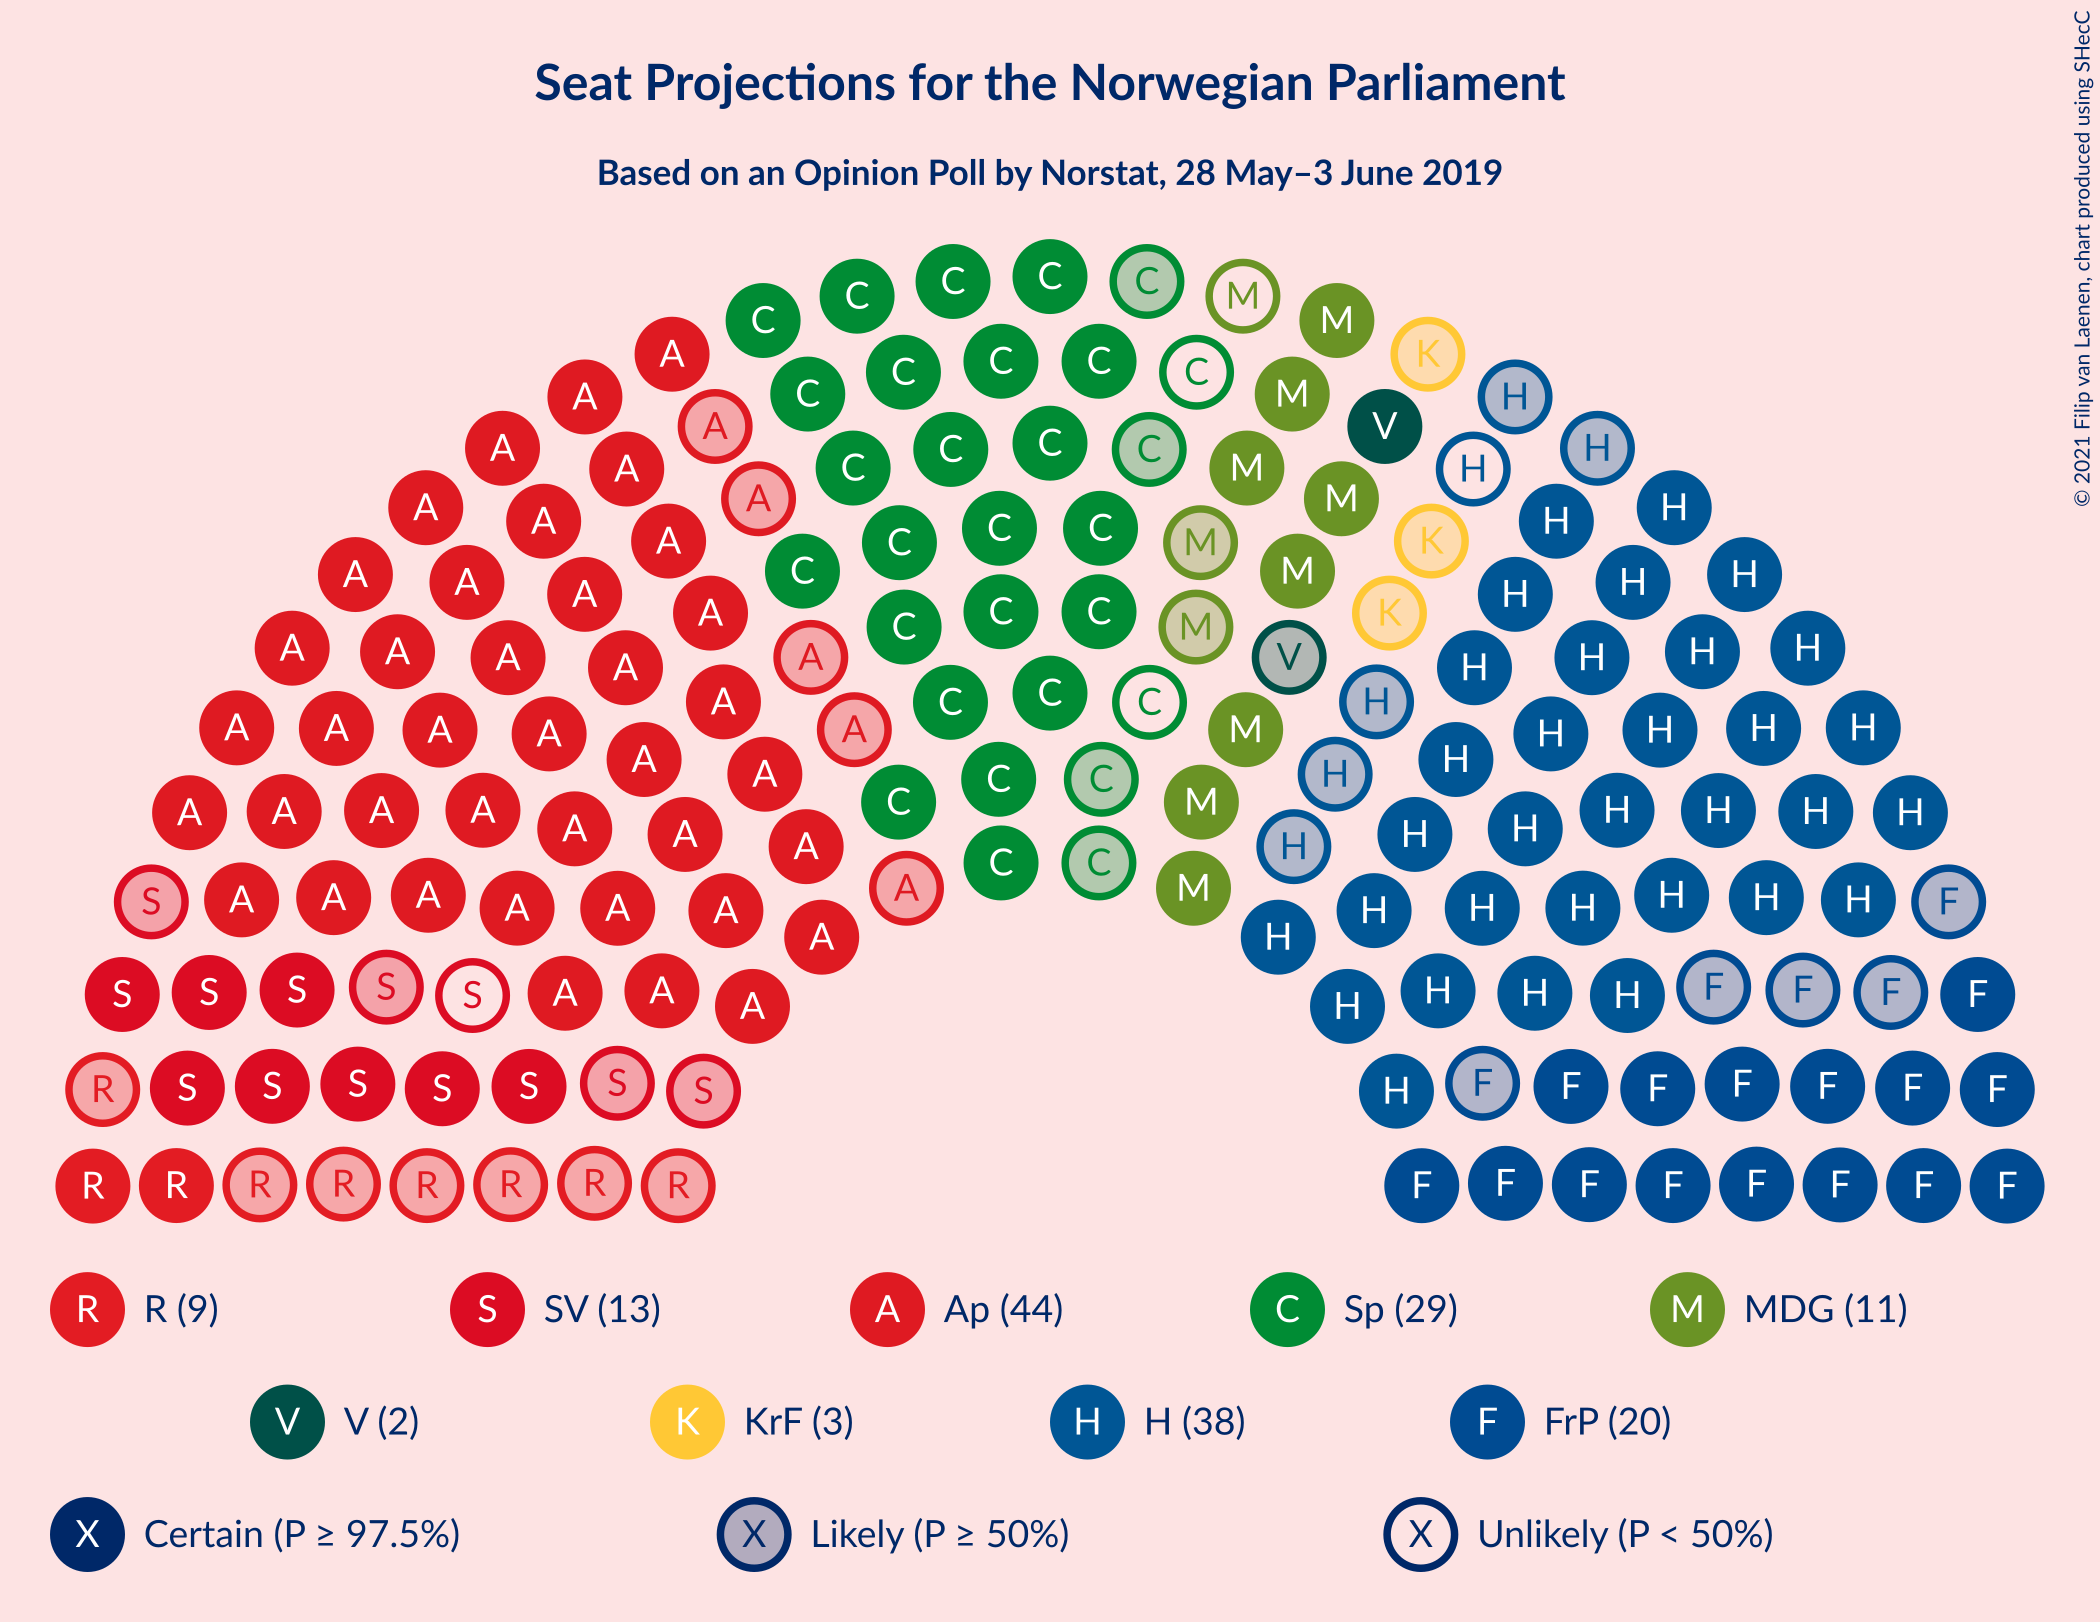 © 2021 Filip van Laenen, chart produced using SHecC
Seat Projections for the Norwegian Parliament
Based on an Opinion Poll by Norstat, 28 May–3 June 2019
C C C C C M M
A C C C C K
A C M H
A A C C C V H
A C M H
A A A C C M H H
A C M K
A A A C M H H H
A C C C M K
A A A A A V H H H H
A C C C H
A A A A A M H H H H
A A C C H H
A A A A A A C M H H H H H H
A C C H
S A A A A A A A M H H H H H H F
A H
S S S S S A A A H H H H F F F F
R S S S S S S S H F F F F F F F
R R R R R R R R F F F F F F F F
R R (9) S SV (13) A Ap (44) C Sp (29) M MDG (11)
V V (2) K KrF (3) H H (38) F FrP (20)
X Certain (P ≥ 97.5%) X Likely (P ≥ 50%) X Unlikely (P < 50%)